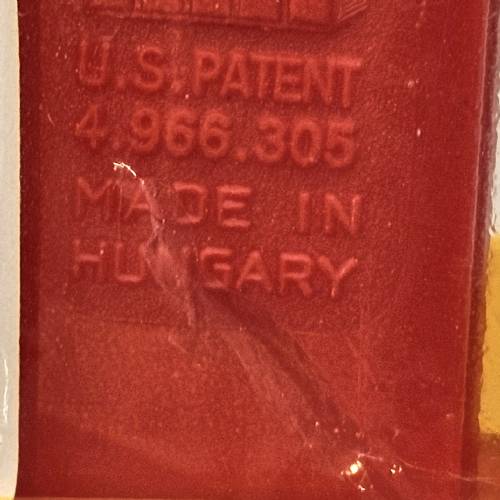 U.S. PATENT
4.966.305
MADE IN
HUNGARY